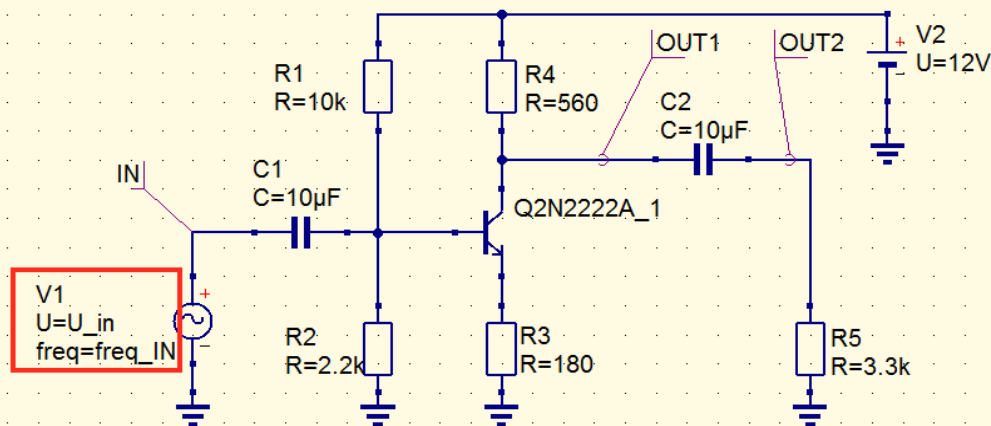 V2
U=12V
OUT1
OUT2
R1
R=10k
R4
R=560
C2
C=10µF
IN
C1
C=10µF
Q2N2222A_1
V1
U=U_in
freq=freq_IN
R2
R=2.2k
R3
R=180
R5
R=3.3k